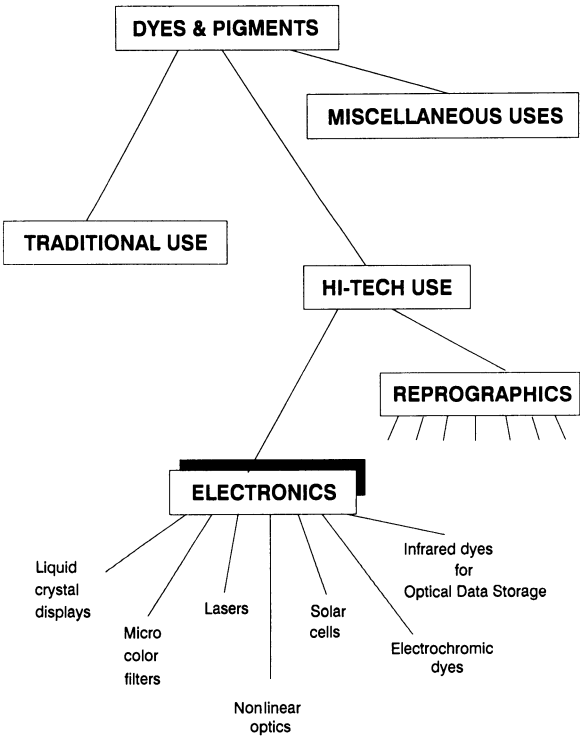 DYES & PIGMENTS
MISCELLANEOUS USES
TRADITIONAL USE
HI-TECH USE
REPROGRAPHICS
ELECTRONICS
Liquid
crystal
displays
Micro
color
filters
Lasers
Nonlinear
optics
Solar
cells
Electrochromic
dyes
Infrared dyes
for
Optical Data Storage